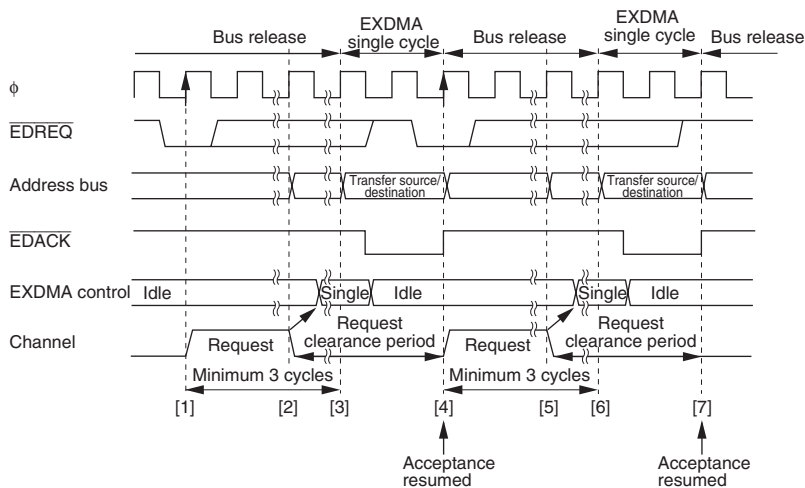 Bus release
EXDMA
single cycle
Bus release
EXDMA
single cycle
Bus release
φ
EDREQ
Address bus
Transfer source/
destination
Transfer source/
destination
EDACK
EXDMA control
Idle
Single
Idle
Single
Idle
Channel
Request
Request
clearance period
Request
Request
clearance period
Minimum 3 cycles
Minimum 3 cycles
[1]
[2]
[3]
[4]
[5]
[6]
[7]
Acceptance
resumed
Acceptance
resumed